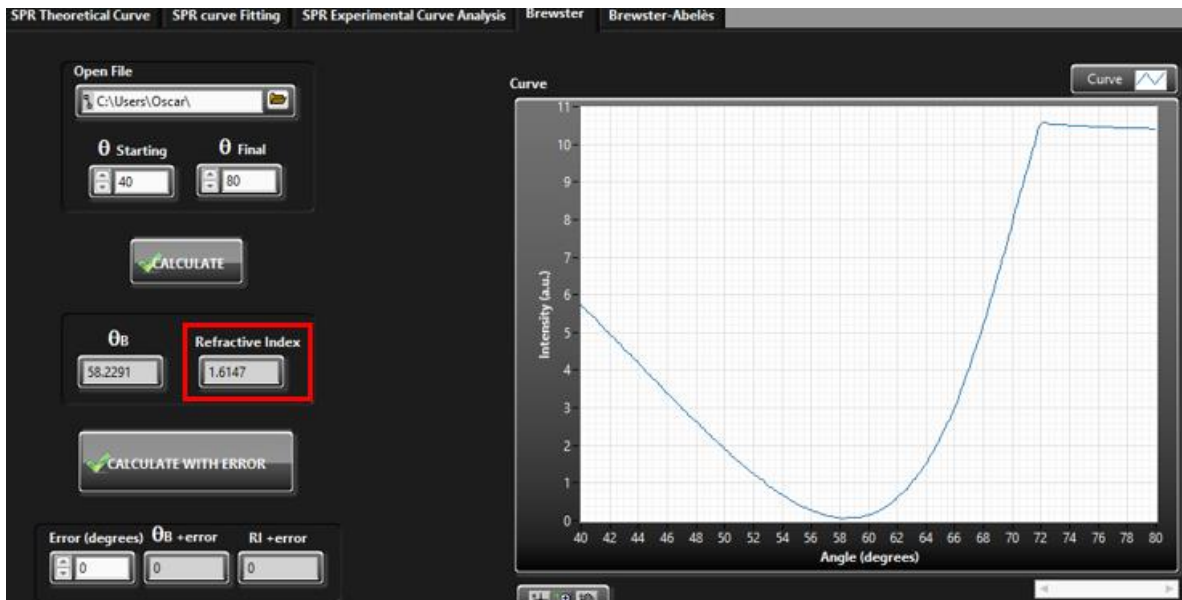 SPR Theoretical Curve SPR curve Fitting SPR Experimental Curve Analysis Brewster Brewster-Abelès
Open File
C:\Users\Oscar\
θ Starting θ Final
40 80
CALCULATE
θB Refractive Index
58.2291 1.6147
CALCULATE WITH ERROR
Error (degrees) θB +error RI +error
0 0 0
Curve Curve
11
10
9
8
7
6
5
4
3
2
1
0
Intensity (a.u.)
40 42 44 46 48 50 52 54 56 58 60 62 64 66 68 70 72 74 76 78 80
Angle (degrees)